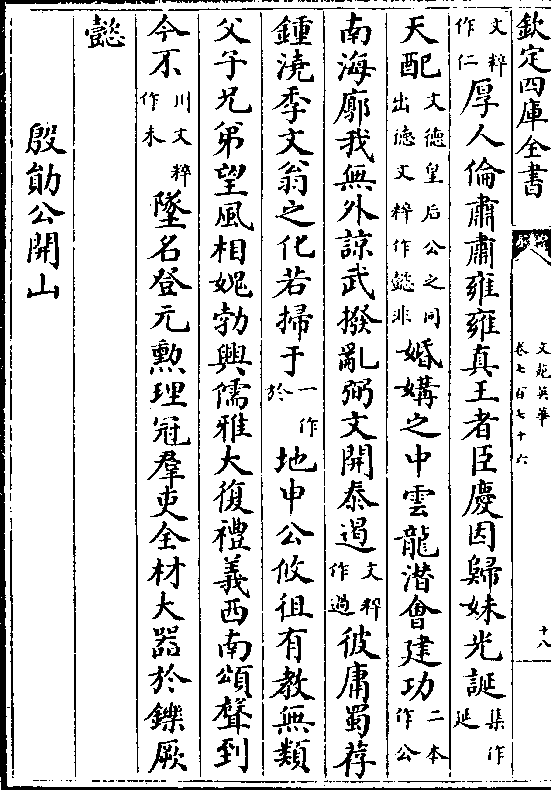 欽定四庫全書
文苑英華
卷七百七十六
十八
文粹作仁厚人倫肅肅雍雍真王者臣慶因歸妹光誕集作延
天配文德皇后公之同出德文粹作懿非婚媾之中雲龍潛會建功二本作公
南海廓我無外諒武撥亂弼文開泰遏文粹作過彼庸蜀荐
鍾澆季文翁之化若掃于一作於地申公攸徂有教無類
父子兄弟望風相媿勃興儒雅大復禮義西南頌聲到
今不川文粹作未墜名登元勲理冠羣吏全材大器於鑠厥
懿
殷勛公開山